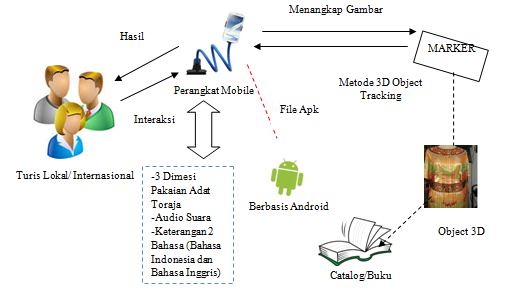 Menangkap Gambar
Hasil
MARKER
Metode 3D Object
Tracking
Perangkat Mobile
File Apk
Interaksi
Turis Lokal/ Internasional
-3 Dimesi
Pakaian Adat
Toraja
-Audio Suara
-Keterangan 2
Bahasa (Bahasa
Indonesia dan
Bahasa Inggris)
Berbasis Android
Object 3D
Catalog/Buku